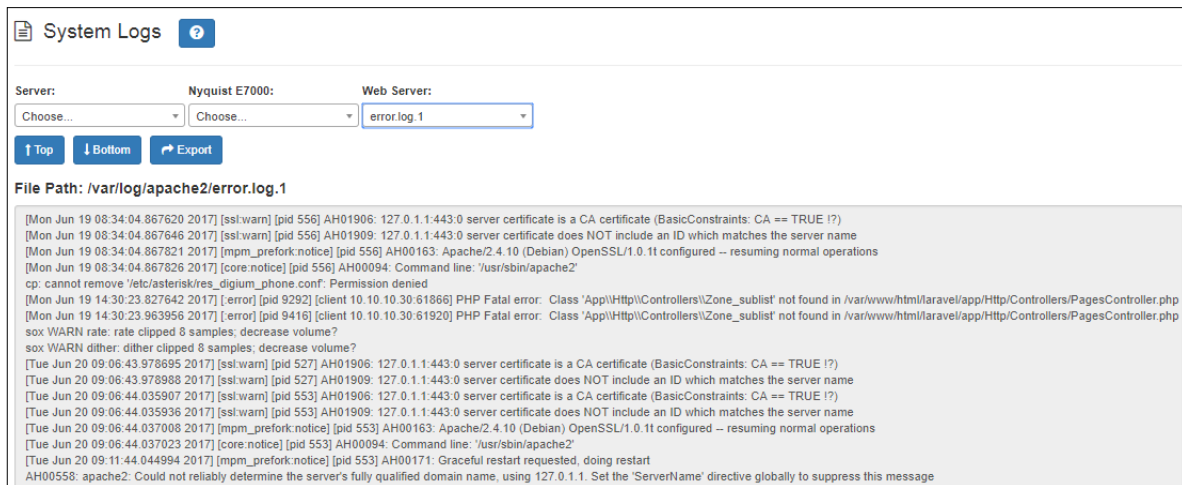 System Logs
Server: Nyquist E7000: Web Server:
Choose... Choose... error.log.1
Top Bottom Export
File Path: /var/log/apache2/error.log.1
[Mon Jun 19 08:34:04.867620 2017] [ssl:warn] [pid 556] AH01906: 127.0.1.1:443:0 server certificate is a CA certificate (BasicConstraints: CA == TRUE !?)
[Mon Jun 19 08:34:04.867646 2017] [ssl:warn] [pid 556] AH01909: 127.0.1.1:443:0 server certificate does NOT include an ID which matches the server name
[Mon Jun 19 08:34:04.867821 2017] [mpm_prefork:notice] [pid 556] AH00163: Apache/2.4.10 (Debian) OpenSSL/1.0.1t configured -- resuming normal operations
[Mon Jun 19 08:34:04.867826 2017] [core:notice] [pid 556] AH00094: Command line: '/usr/sbin/apache2'
cp: cannot remove '/etc/asterisk/res_digium_phone.conf': Permission denied
[Mon Jun 19 14:30:23.827642 2017] [:error] [pid 9292] [client 10.10.10.30:61866] PHP Fatal error: Class 'App\\Http\\Controllers\\Zone_sublist' not found in /var/www/html/laravel/app/Http/Controllers/PagesController.php
[Mon Jun 19 14:30:23.963956 2017] [:error] [pid 9416] [client 10.10.10.30:61920] PHP Fatal error: Class 'App\\Http\\Controllers\\Zone_sublist' not found in /var/www/html/laravel/app/Http/Controllers/PagesController.php
sox WARN rate: rate clipped 8 samples; decrease volume?
sox WARN dither: dither clipped 8 samples; decrease volume?
[Tue Jun 20 09:06:43.978695 2017] [ssl:warn] [pid 527] AH01906: 127.0.1.1:443:0 server certificate is a CA certificate (BasicConstraints: CA == TRUE !?)
[Tue Jun 20 09:06:43.978988 2017] [ssl:warn] [pid 527] AH01909: 127.0.1.1:443:0 server certificate does NOT include an ID which matches the server name
[Tue Jun 20 09:06:44.035907 2017] [ssl:warn] [pid 553] AH01906: 127.0.1.1:443:0 server certificate is a CA certificate (BasicConstraints: CA == TRUE !?)
[Tue Jun 20 09:06:44.035936 2017] [ssl:warn] [pid 553] AH01909: 127.0.1.1:443:0 server certificate does NOT include an ID which matches the server name
[Tue Jun 20 09:06:44.037008 2017] [mpm_prefork:notice] [pid 553] AH00163: Apache/2.4.10 (Debian) OpenSSL/1.0.1t configured -- resuming normal operations
[Tue Jun 20 09:06:44.037023 2017] [core:notice] [pid 553] AH00094: Command line: '/usr/sbin/apache2'
[Tue Jun 20 09:11:44.044994 2017] [mpm_prefork:notice] [pid 553] AH00171: Graceful restart requested, doing restart
AH00558: apache2: Could not reliably determine the server's fully qualified domain name, using 127.0.1.1. Set the 'ServerName' directive globally to suppress this message